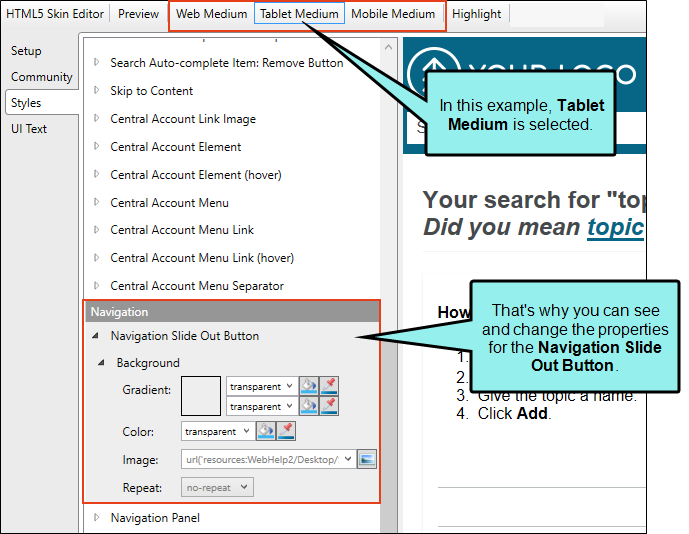 HTML5 Skin Editor Preview Web Medium Tablet Medium Mobile Medium Highlight
Setup
Community
Styles
UI Text
Search Auto-complete Item: Remove Button
Skip to Content
Central Account Link Image
Central Account Element
Central Account Element (hover)
Central Account Menu
Central Account Menu Link
Central Account Menu Link (hover)
Central Account Menu Separator
Navigation
Navigation Slide Out Button
Background
Gradient: transparent
transparent
Color: transparent
Image: url('resources:WebHelp2/Desktop/
Repeat: no-repeat
Navigation Panel
YOUR LOGO
In this example, Tablet
Medium is selected.
Your search for "top
Did you mean topic
How
That's why you can see
and change the properties
for the Navigation Slide
Out Button.
1.
2.
3. Give the topic a name.
4. Click Add.